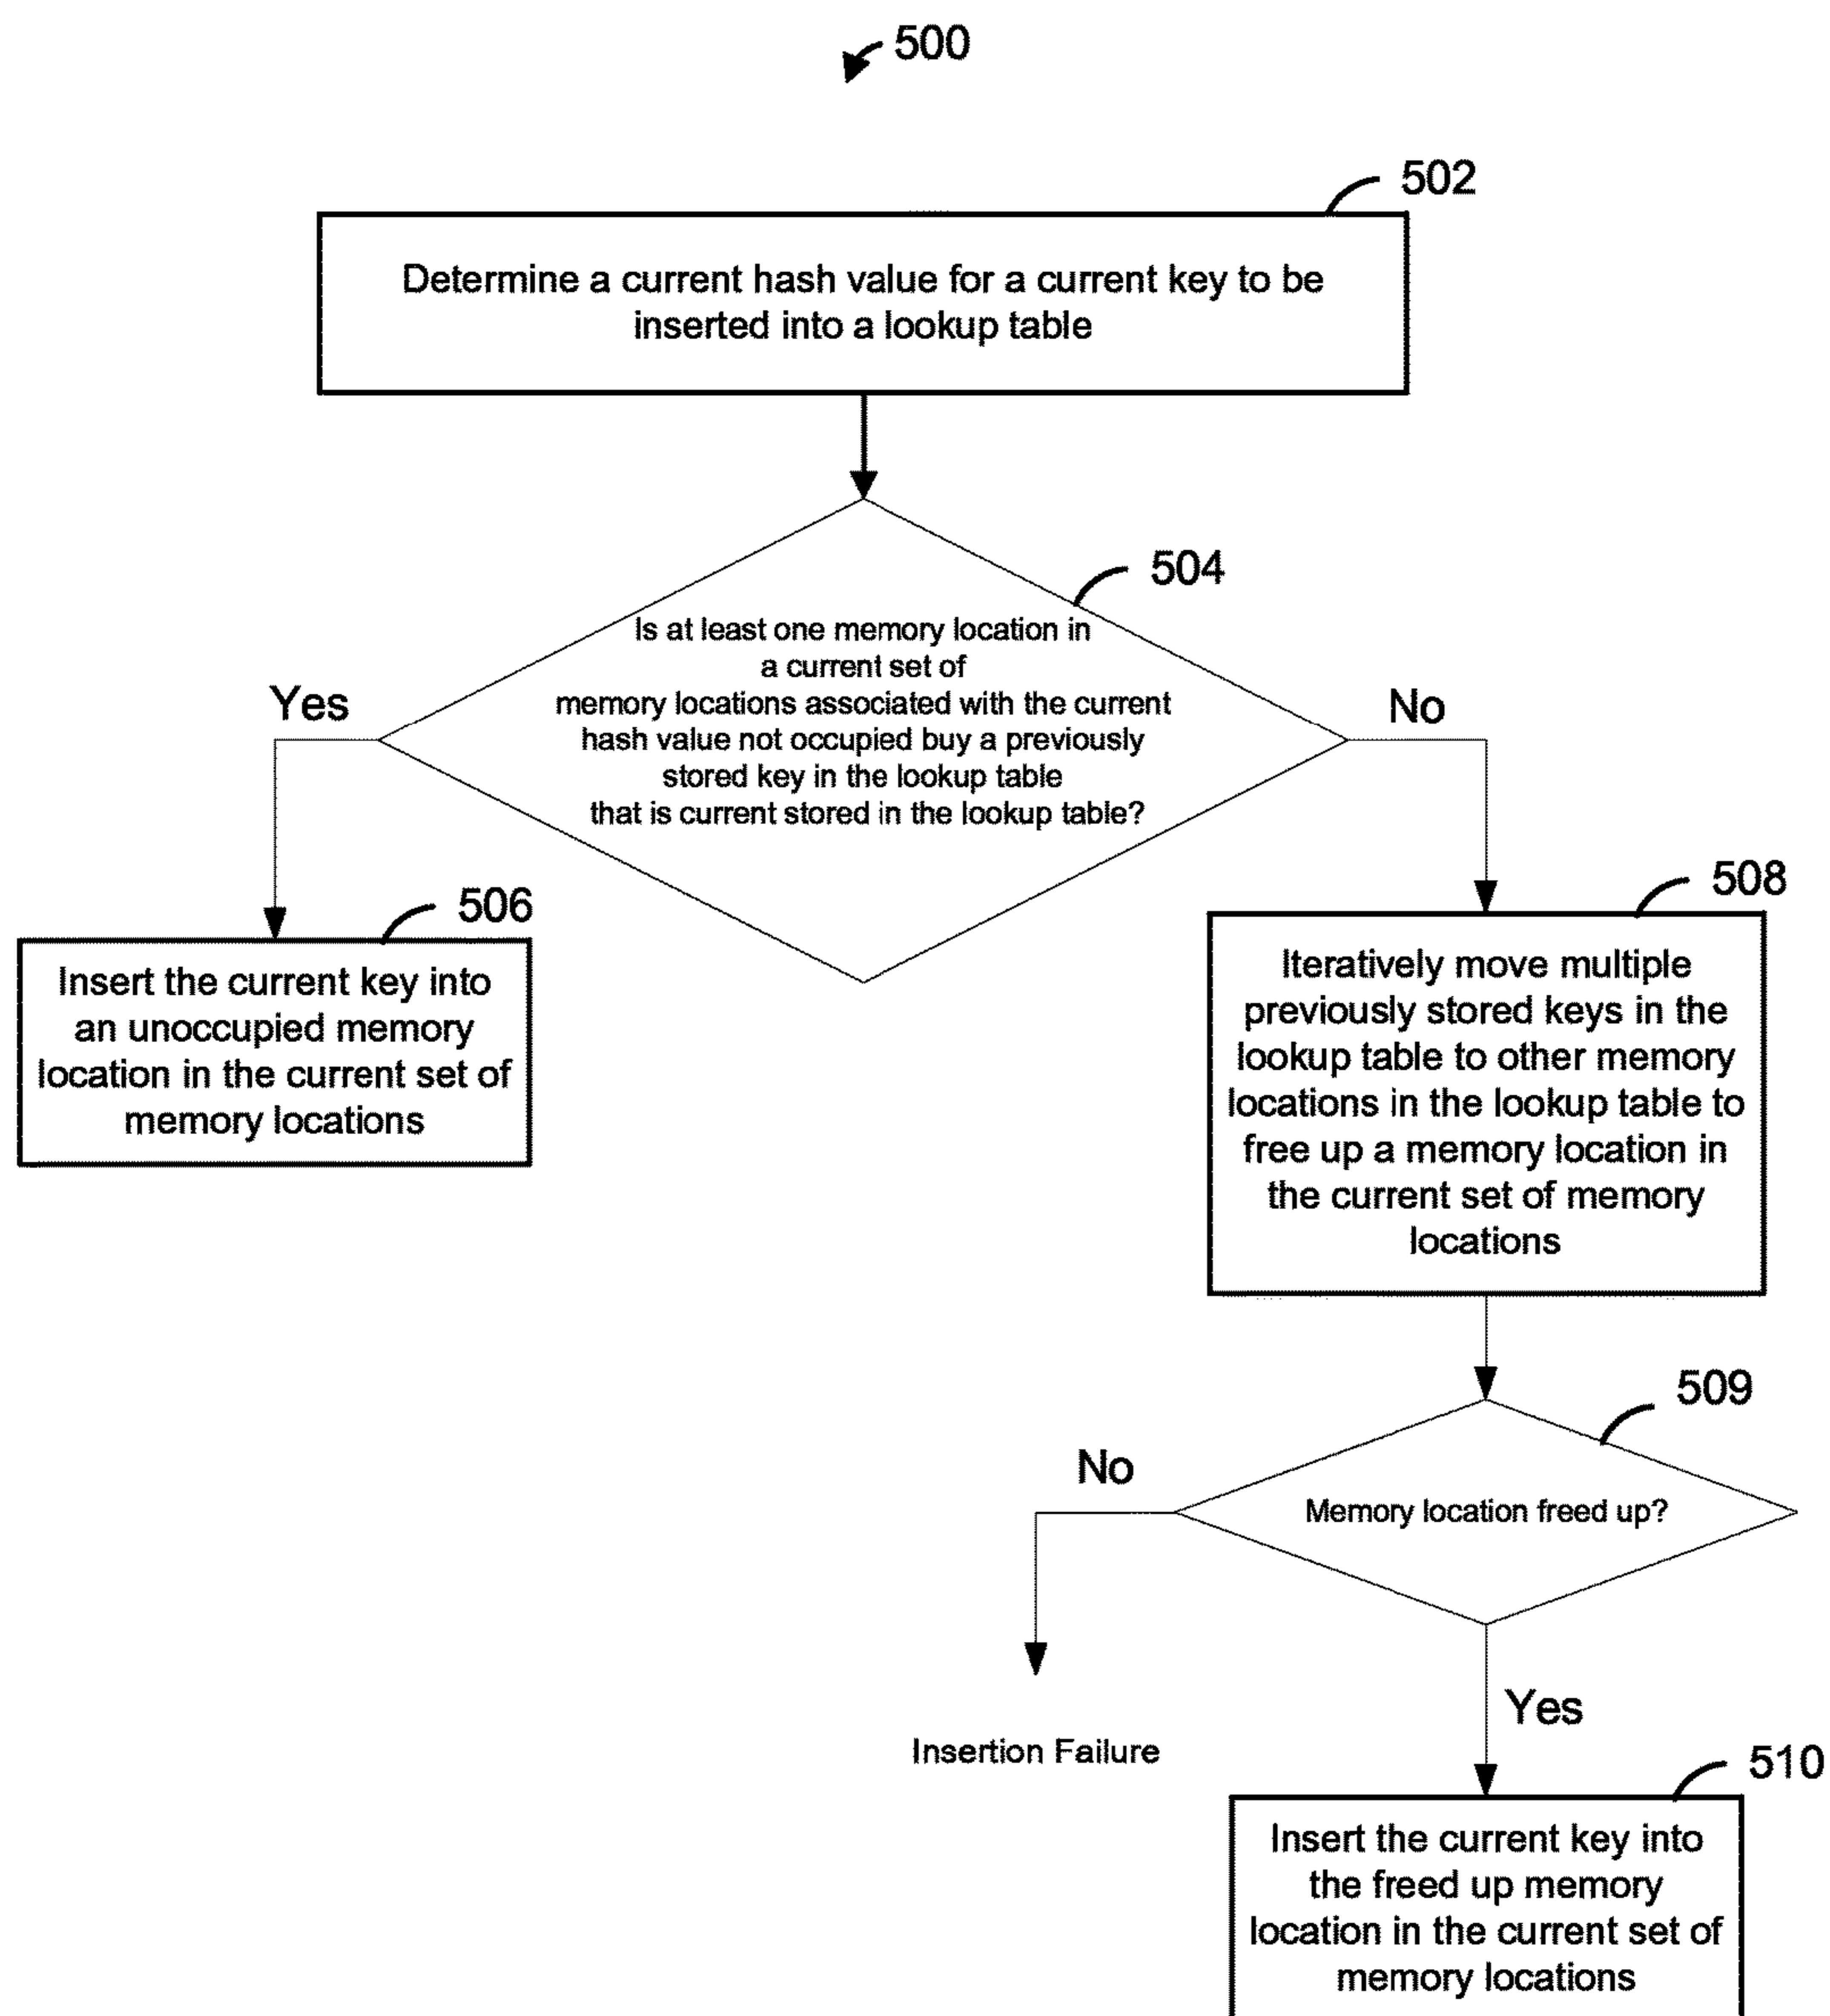 500
502
Determine a current hash value for a current key to be
inserted into a lookup table
504
Is at least one memory location in
a current set of
memory locations associated with the current
hash value not occupied buy a previously
stored key in the lookup table
that is current stored in the lookup table?
Yes
No
506
Insert the current key into
an unoccupied memory
location in the current set of
memory locations
508
Iteratively move multiple
previously stored keys in the
lookup table to other memory
locations in the lookup table to
free up a memory location in
the current set of memory
locations
509
No
Memory location freed up?
Yes
Insertion Failure
510
Insert the current key into
the freed up memory
location in the current set of
memory locations